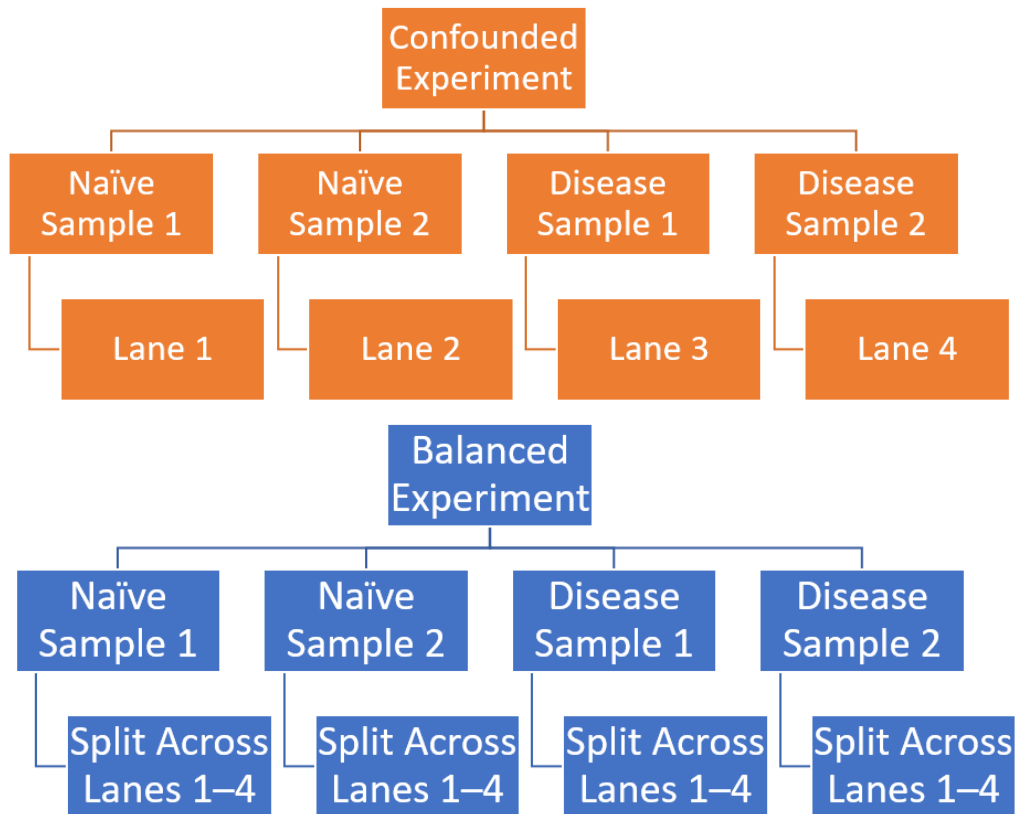 Confounded
Experiment
Naïve
Sample 1
Naïve
Sample 2
Disease
Sample 1
Disease
Sample 2
Lane 1
Lane 2
Lane 3
Lane 4
Balanced
Experiment
Naïve
Sample 1
Naïve
Sample 2
Disease
Sample 1
Disease
Sample 2
Split Across
Lanes 1–4
Split Across
Lanes 1–4
Split Across
Lanes 1–4
Split Across
Lanes 1–4